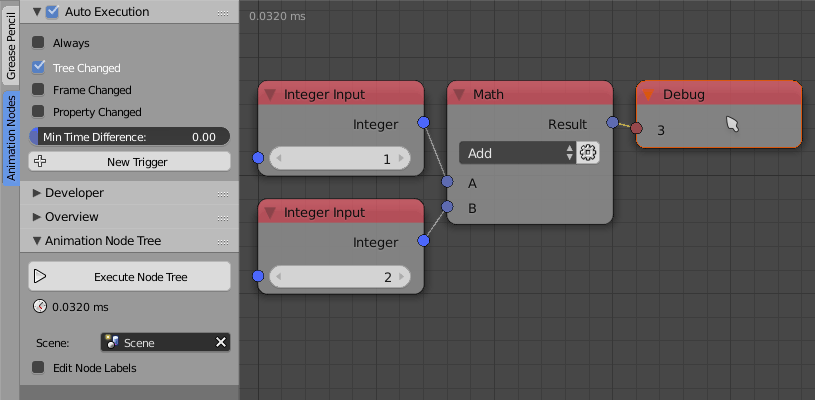 Grease Pencil
Animation Nodes
Auto Execution
Always
Tree Changed
Frame Changed
Property Changed
Min Time Difference: 0.00
New Trigger
Developer
Overview
Animation Node Tree
Execute Node Tree
0.0320 ms
Scene: Scene
Edit Node Labels
0.0320 ms
Integer Input
Integer
1
Integer Input
Integer
2
Math
Result
Add
A
B
Debug
3